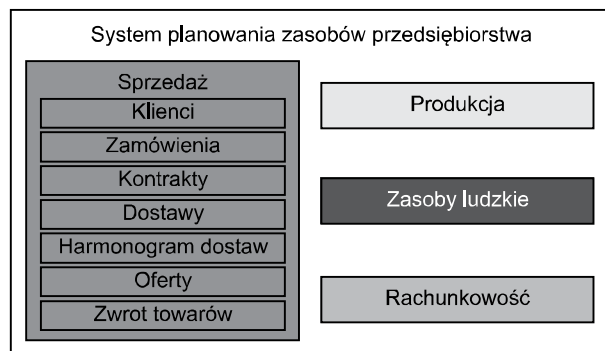 System planowania zasobów przedsiębiorstwa
Sprzedaż
Klienci
Zamówienia
Kontrakty
Dostawy
Harmonogram dostaw
Oferty
Zwrot towarów
Produkcja
Zasoby ludzkie
Rachunkowość